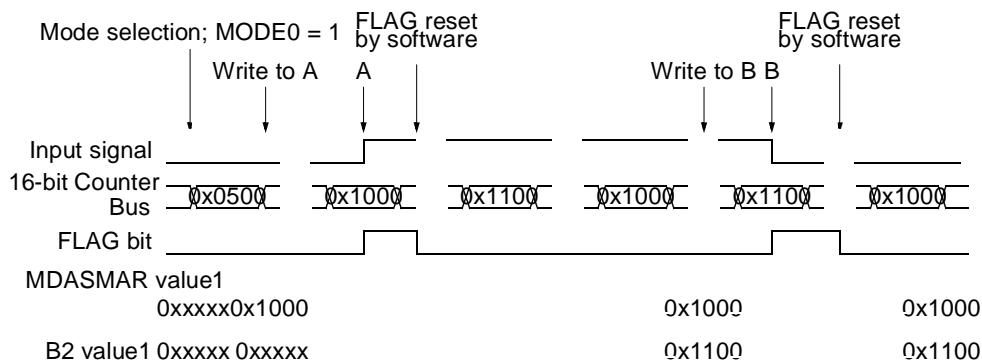 Mode selection; MODE0 = 1
FLAG reset
by software
FLAG reset
by software
Write to A
A
Write to B B
Input signal
16-bit Counter
Bus
0x0500
0x1000
0x1100
0x1000
0x1100
0x1000
FLAG bit
MDASMAR value1
0xxxxx0x1000
0x1000
0x1000
B2 value1 0xxxxx 0xxxxx
0x1100
0x1100